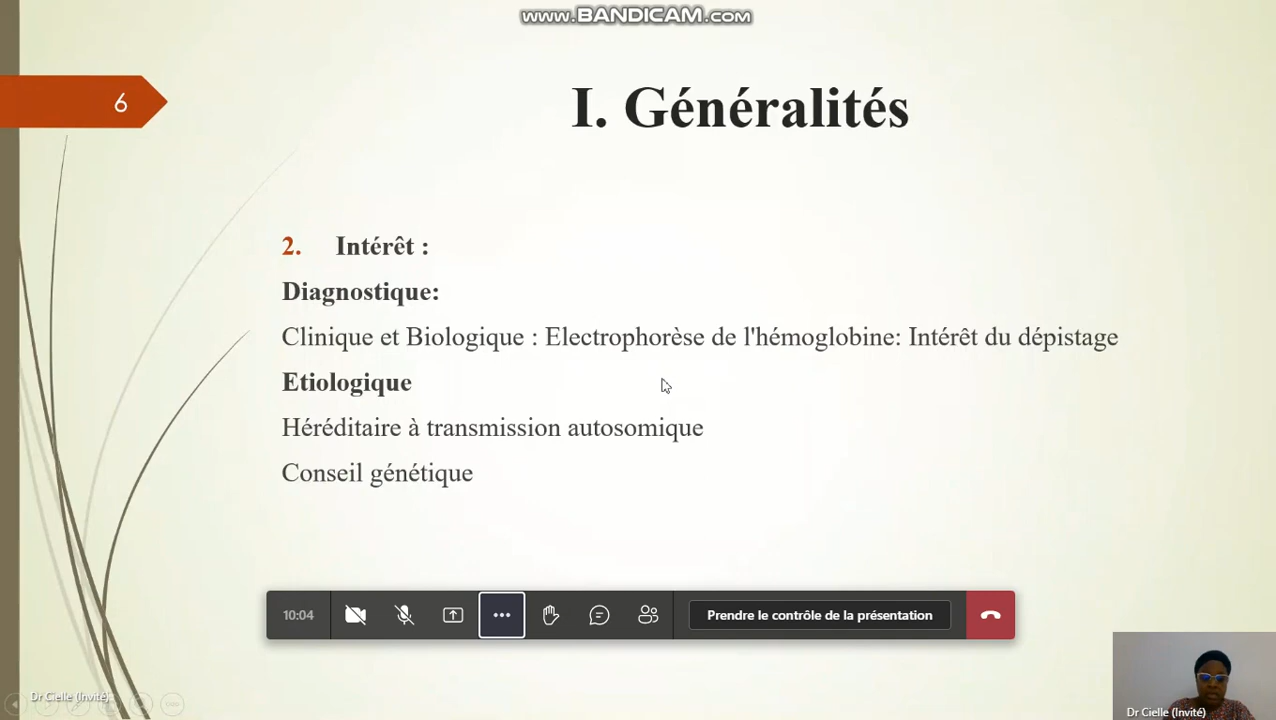 www.BANDICAM.com
6
I. Généralités
2. Intérêt :
Diagnostique:
Clinique et Biologique : Electrophorèse de l'hémoglobine: Intérêt du dépistage
Etiologique
Héréditaire à transmission autosomique
Conseil génétique
10:04
Prendre le contrôle de la présentation
Dr Cielle (Invité)
Dr Cielle (Invité)